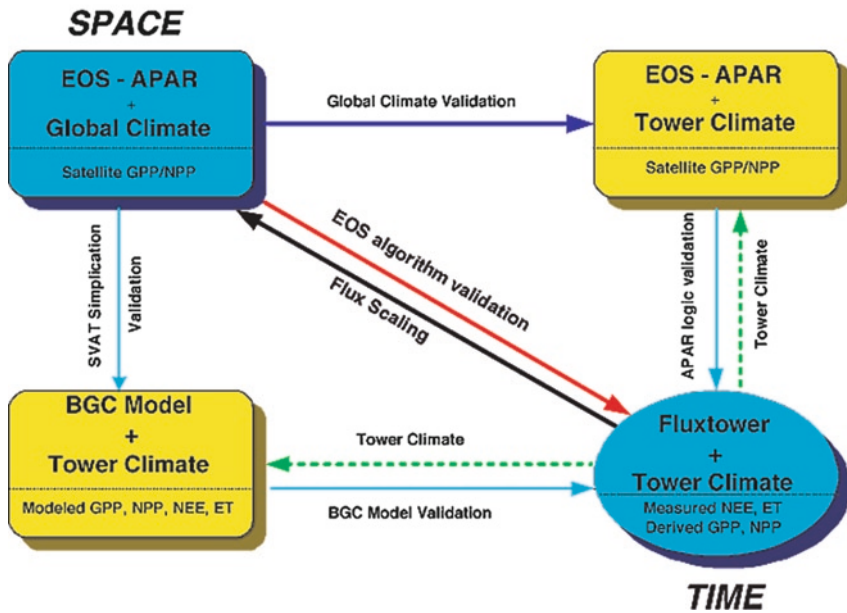 SPACE
EOS - APAR
+
Global Climate
Satellite GPP/NPP
Global Climate Validation
EOS - APAR
+
Tower Climate
Satellite GPP/NPP
SVAT Simplication
Validation
EOS algorithm validation
Flux Scaling
APAR logic validation
Tower Climate
BGC Model
+
Tower Climate
Modeled GPP, NPP, NEE, ET
Tower Climate
BGC Model Validation
Fluxtower
+
Tower Climate
Measured NEE, ET
Derived GPP, NPP
TIME